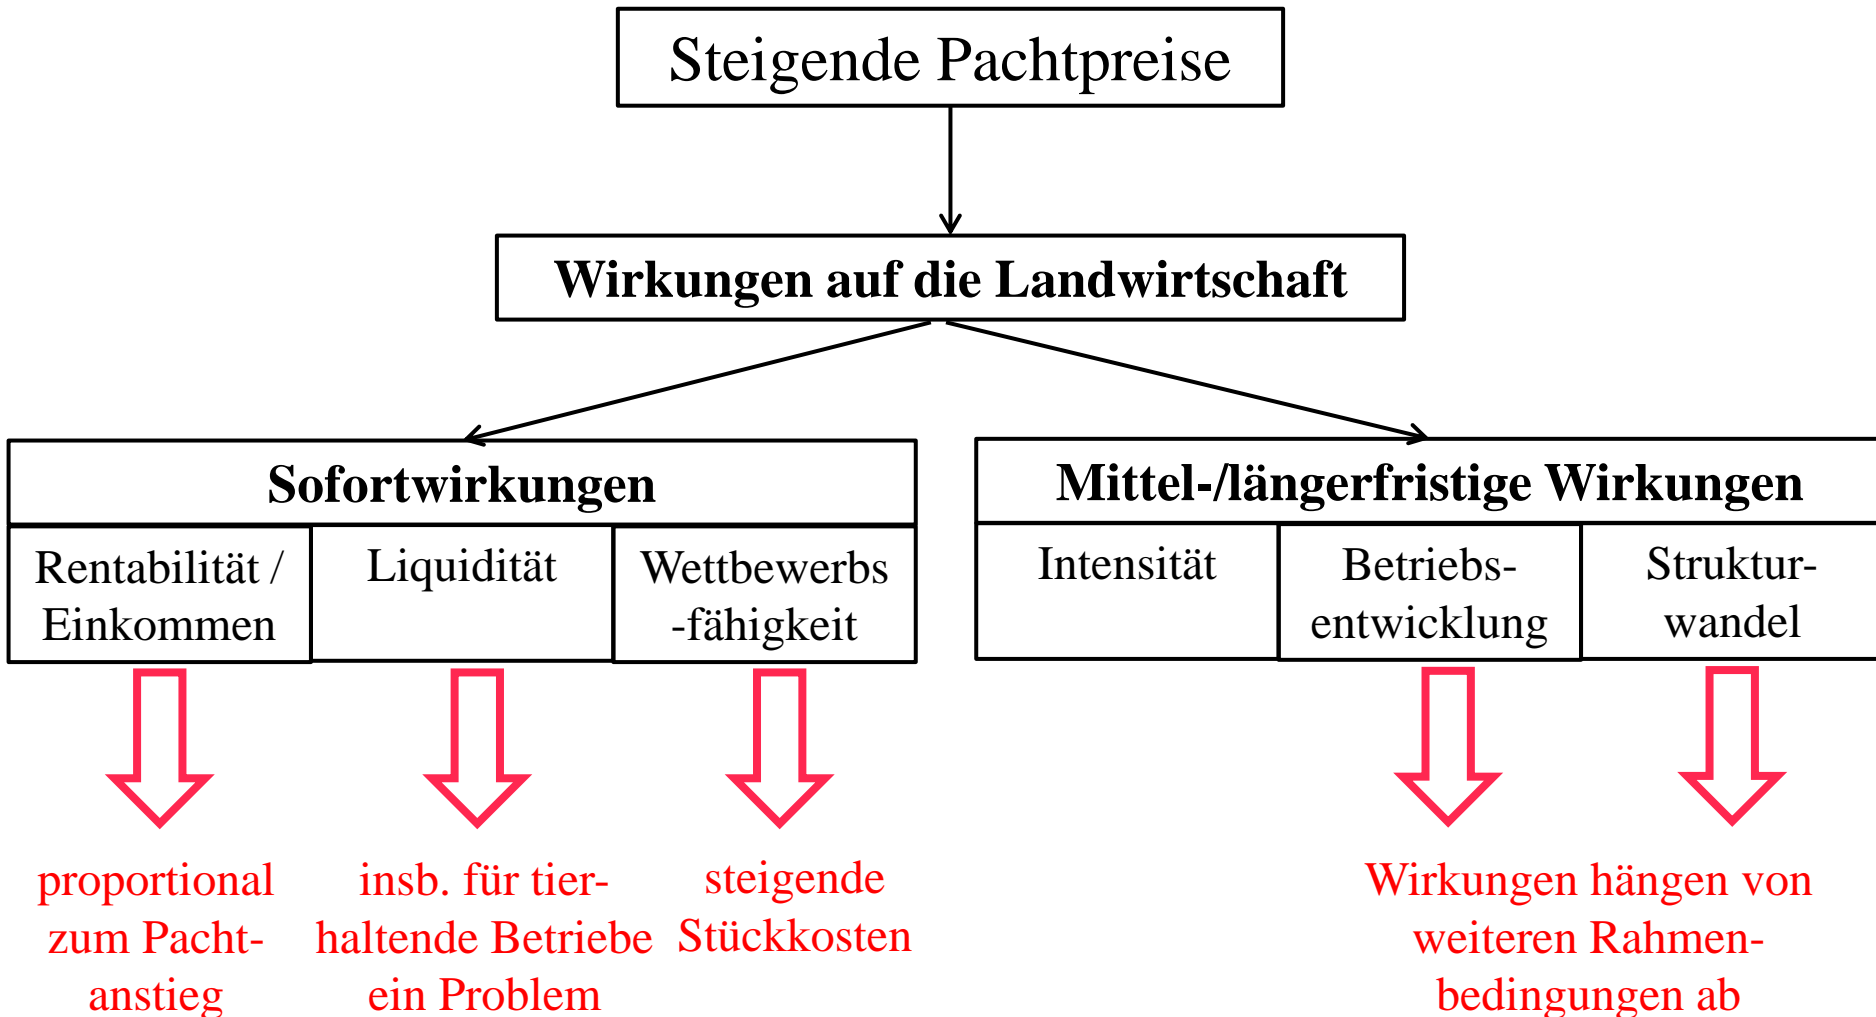 Steigende Pachtpreise
Wirkungen auf die Landwirtschaft
Sofortwirkungen
Rentabilität /
Einkommen
Liquidität
Wettbewerbs
-fähigkeit
Mittel-/längerfristige Wirkungen
Intensität
Betriebs-
entwicklung
Struktur-
wandel
proportional
zum Pacht-
anstieg
insb. für tier-
haltende Betriebe
ein Problem
steigende
Stückkosten
Wirkungen hängen von
weiteren Rahmen-
bedingungen ab